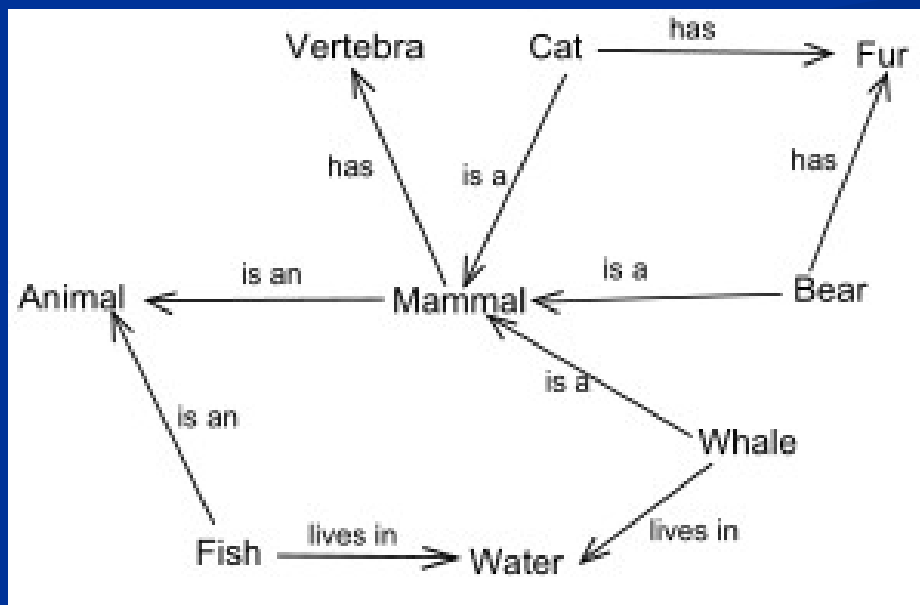 has
Vertebra
Cat
Fur
has
is a
has
is an
is a
Animal
Mammal
Bear
is a
is an
Whale
lives in
lives in
Fish
Water